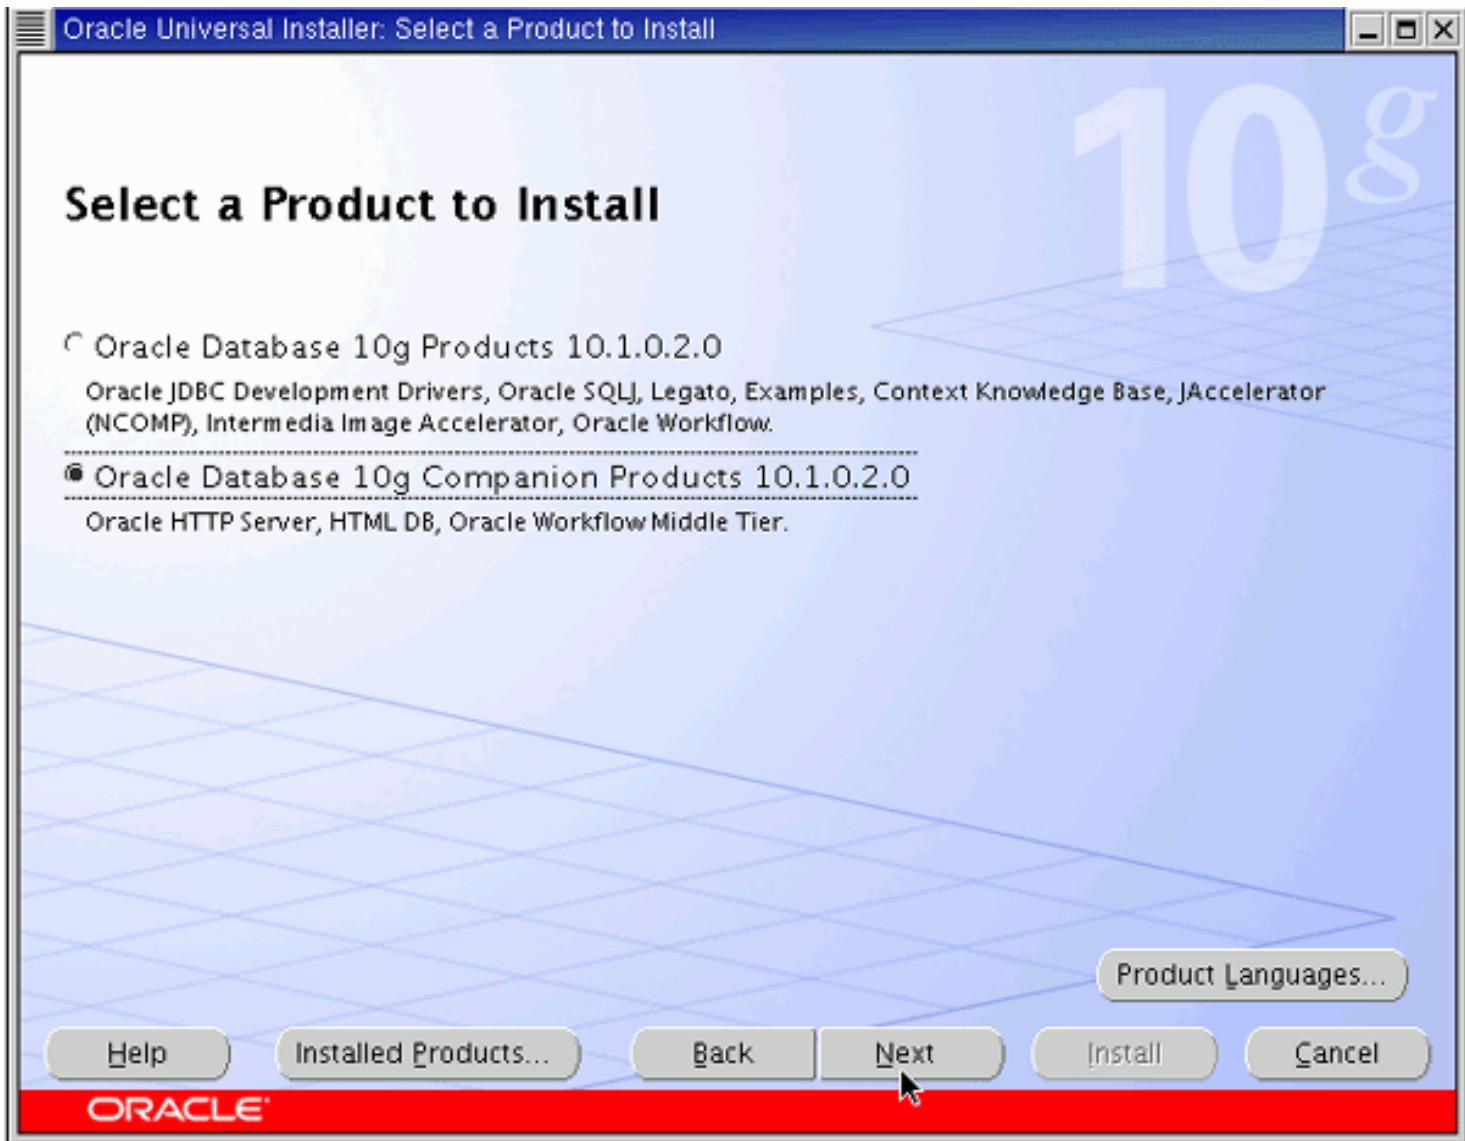 Oracle Universal Installer: Select a Product to Install
10g
Select a Product to Install
Oracle Database 10g Products 10.1.0.2.0
Oracle JDBC Development Drivers, Oracle SQLJ, Legato, Examples, Context Knowledge Base, JAccelerator
(NCOMP), Intermedia Image Accelerator, Oracle Workflow.
Oracle Database 10g Companion Products 10.1.0.2.0
Oracle HTTP Server, HTML DB, Oracle Workflow Middle Tier.
Product Languages...
Help Installed Products... Back Next Install Cancel
ORACLE